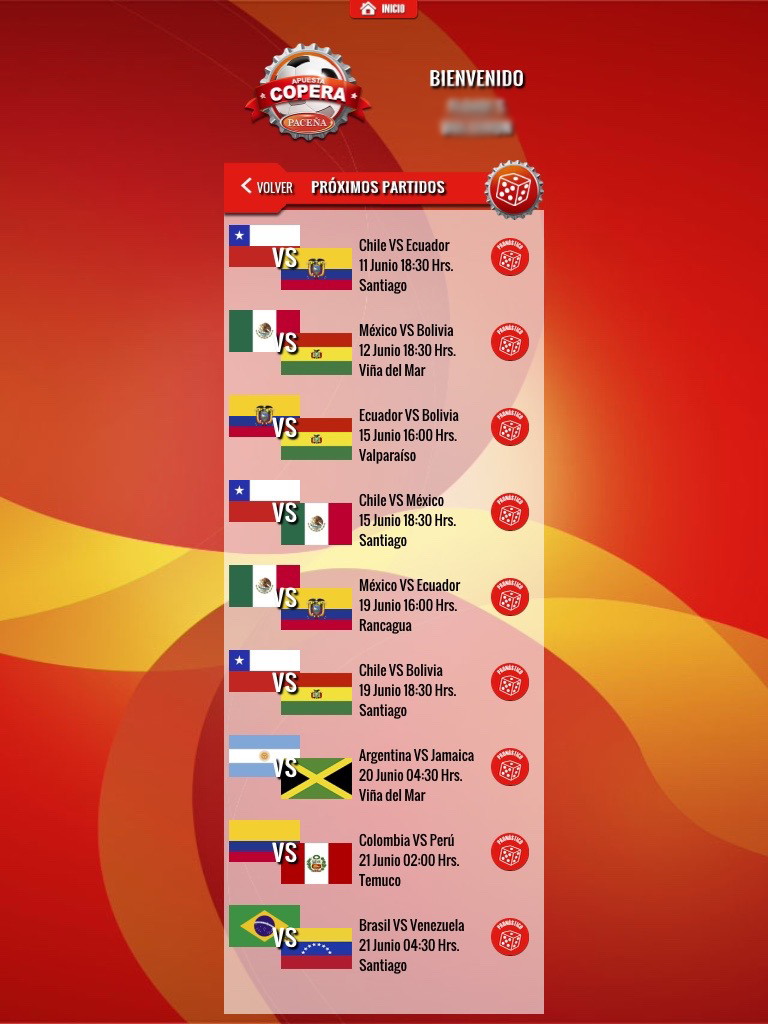 INICIO
APUESTA
COPERA
PACEÑA
BIENVENIDO
VOLVER
PRÓXIMOS PARTIDOS
VS
Chile VS Ecuador
11 Junio 18:30 Hrs.
Santiago
PRONÓSTICO
VS
México VS Bolivia
12 Junio 18:30 Hrs.
Viña del Mar
PRONÓSTICO
VS
Ecuador VS Bolivia
15 Junio 16:00 Hrs.
Valparaíso
PRONÓSTICO
VS
Chile VS México
15 Junio 18:30 Hrs.
Santiago
PRONÓSTICO
VS
México VS Ecuador
19 Junio 16:00 Hrs.
Rancagua
PRONÓSTICO
VS
Chile VS Bolivia
19 Junio 18:30 Hrs.
Santiago
PRONÓSTICO
VS
Argentina VS Jamaica
20 Junio 04:30 Hrs.
Viña del Mar
PRONÓSTICO
VS
Colombia VS Perú
21 Junio 02:00 Hrs.
Temuco
PRONÓSTICO
VS
Brasil VS Venezuela
21 Junio 04:30 Hrs.
Santiago
PRONÓSTICO